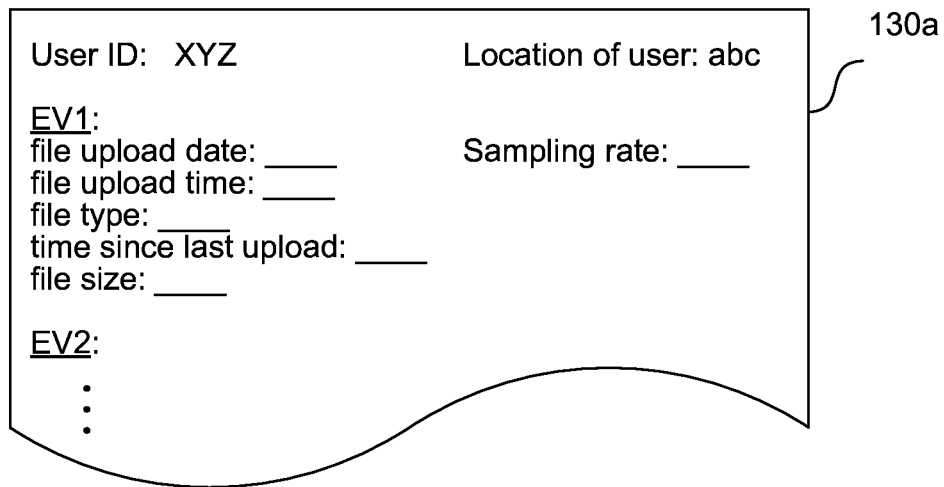 130a
User ID: XYZ Location of user: abc
EV1:
file upload date: ____ Sampling rate: ____
file upload time: ____
file type: ____
time since last upload: ____
file size: ____
EV2: